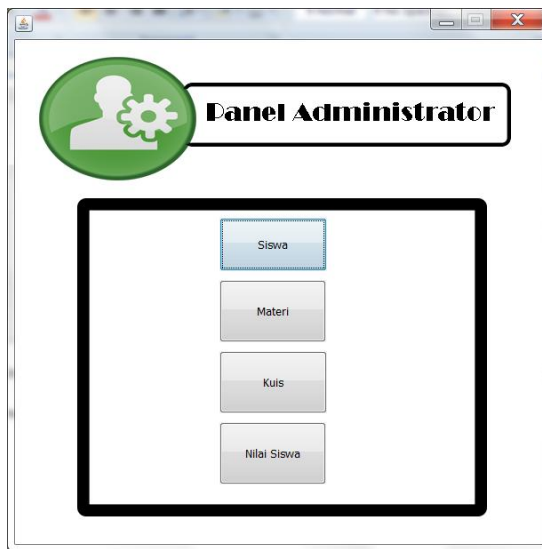 Panel Administrator
Siswa
Materi
Kuis
Nilai Siswa